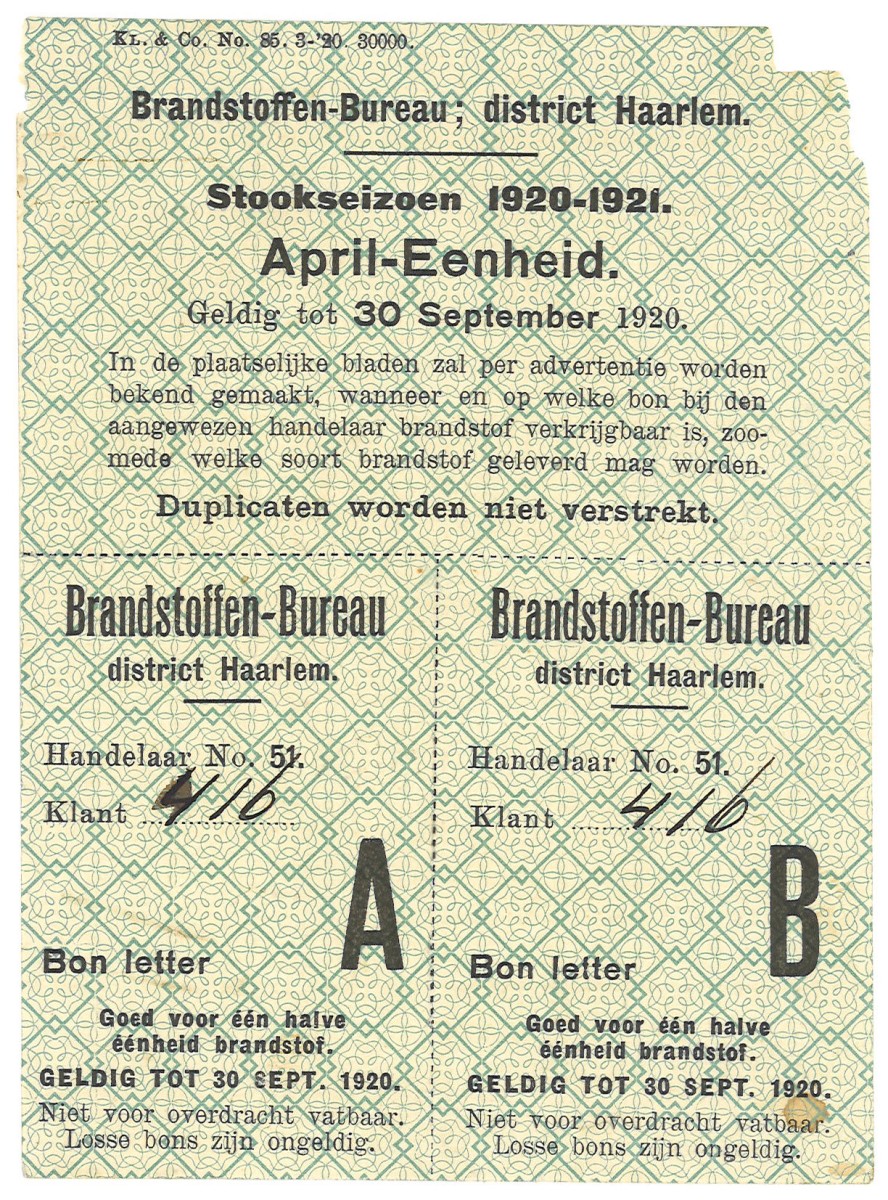 KL. & Co. No. 85. 3-'20. 30000.
Brandstoffen-Bureau; district Haarlem.
Stookseizoen 1920-1921.
April-Eenheid.
Geldig tot 30 September 1920.
In de plaatselijke bladen zal per advertentie worden
bekend gemaakt, wanneer en op welke bon bij den
aangewezen handelaar brandstof verkrijgbaar is, zoo-
mede welke soort brandstof geleverd mag worden.
Duplicaten worden niet verstrekt.
Brandstoffen-Bureau
district Haarlem.
Handelaar No. 51.
Klant 416
A
Bon letter
Goed voor één halve
éénheid brandstof.
GELDIG TOT 30 SEPT. 1920.
Niet voor overdracht vatbaar.
Losse bons zijn ongeldig.
Brandstoffen-Bureau
district Haarlem.
Handelaar No. 51.
Klant 416
B
Bon letter
Goed voor één halve
éénheid brandstof.
GELDIG TOT 30 SEPT. 1920.
Niet voor overdracht vatbaar.
Losse bons zijn ongeldig.